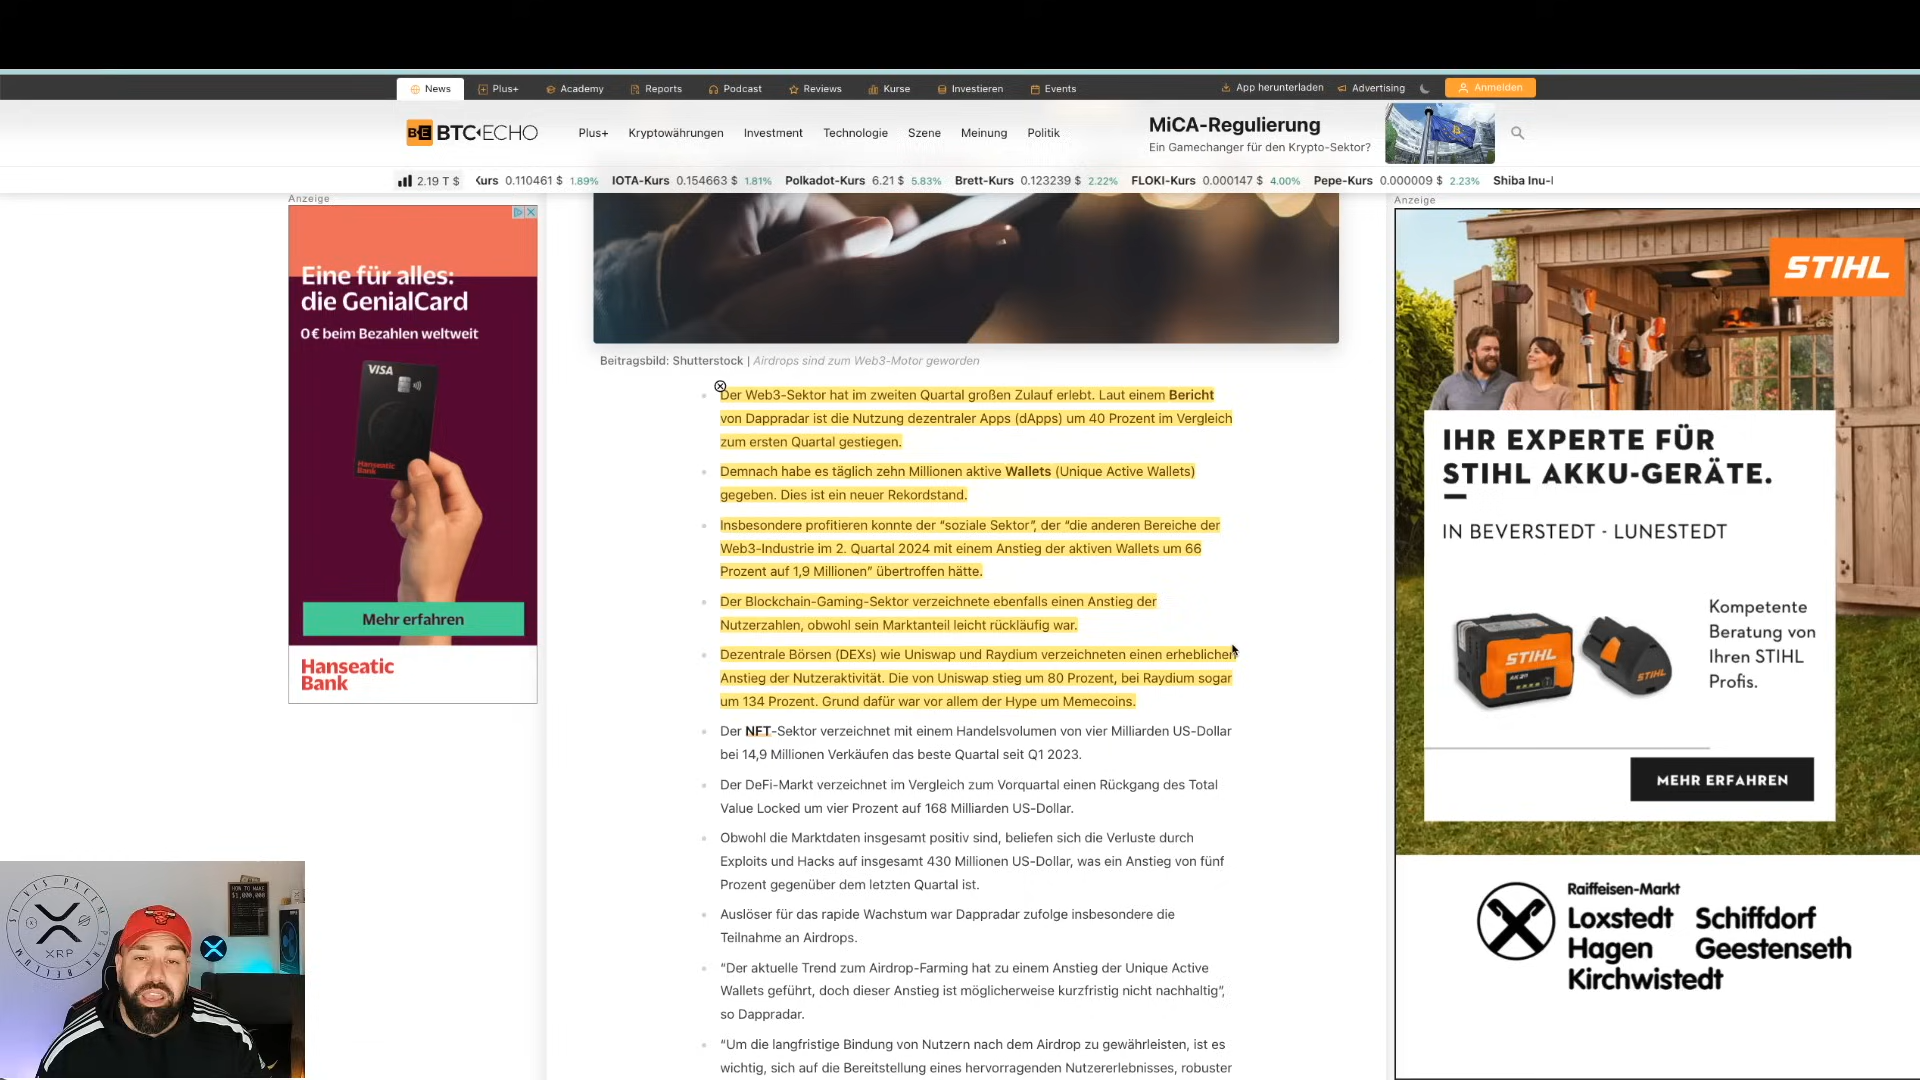 News
Plus+
Academy
Reports
Podcast
Reviews
Kurse
Investieren
Events
App herunterladen
Advertising
Anmelden
BTC-ECHO
Plus+
Kryptowährungen
Investment
Technologie
Szene
Meinung
Politik
MiCA-Regulierung
Ein Gamechanger für den Krypto-Sektor?
2.19 T $
Kurs 0.110461 $ 1.89% IOTA-Kurs 0.154663 $ 1.81% Polkadot-Kurs 6.21 $ 5.83% Brett-Kurs 0.123239 $ 2.22% FLOKI-Kurs 0.000147 $ 4.00% Pepe-Kurs 0.000009 $ 2.23% Shiba Inu-
Anzeige
Eine für alles:
die GenialCard
0 € beim Bezahlen weltweit
VISA
Hanseatic
Bank
Mehr erfahren
Hanseatic
Bank
Beitragsbild: Shutterstock | Airdrops sind zum Web3-Motor geworden
Der Web3-Sektor hat im zweiten Quartal großen Zulauf erlebt. Laut einem Bericht
von Dappradar ist die Nutzung dezentraler Apps (dApps) um 40 Prozent im Vergleich
zum ersten Quartal gestiegen.
Demnach habe es täglich zehn Millionen aktive Wallets (Unique Active Wallets)
gegeben. Dies ist ein neuer Rekordstand.
Insbesondere profitieren konnte der “soziale Sektor”, der “die anderen Bereiche der
Web3-Industrie im 2. Quartal 2024 mit einem Anstieg der aktiven Wallets um 66
Prozent auf 1,9 Millionen” übertroffen hätte.
Der Blockchain-Gaming-Sektor verzeichnete ebenfalls einen Anstieg der
Nutzerzahlen, obwohl sein Marktanteil leicht rückläufig war.
Dezentrale Börsen (DEXs) wie Uniswap und Raydium verzeichneten einen erheblichen
Anstieg der Nutzeraktivität. Die von Uniswap stieg um 80 Prozent, bei Raydium sogar
um 134 Prozent. Grund dafür war vor allem der Hype um Memecoins.
Der NFT-Sektor verzeichnet mit einem Handelsvolumen von vier Milliarden US-Dollar
bei 14,9 Millionen Verkäufen das beste Quartal seit Q1 2023.
Der DeFi-Markt verzeichnet im Vergleich zum Vorquartal einen Rückgang des Total
Value Locked um vier Prozent auf 168 Milliarden US-Dollar.
Obwohl die Marktdaten insgesamt positiv sind, beliefen sich die Verluste durch
Exploits und Hacks auf insgesamt 430 Millionen US-Dollar, was ein Anstieg von fünf
Prozent gegenüber dem letzten Quartal ist.
Auslöser für das rapide Wachstum war Dappradar zufolge insbesondere die
Teilnahme an Airdrops.
“Der aktuelle Trend zum Airdrop-Farming hat zu einem Anstieg der Unique Active
Wallets geführt, doch dieser Anstieg ist möglicherweise kurzfristig nicht nachhaltig”,
so Dappradar.
“Um die langfristige Bindung von Nutzern nach dem Airdrop zu gewährleisten, ist es
wichtig, sich auf die Bereitstellung eines hervorragenden Nutzererlebnisses, robuster
Anzeige
STIHL
IHR EXPERTE FÜR
STIHL AKKU-GERÄTE.
IN BEVERSTEDT - LUNESTEDT
Kompetente
Beratung von
Ihren STIHL
Profis.
STIHL
STIHL
MEHR ERFAHREN
Raiffeisen-Markt
Loxstedt Schiffdorf
Hagen Geestenseth
Kirchwistedt
SI VIS PACEM PARA BELLUM
XRP
HOW TO MAKE
$1,000,000